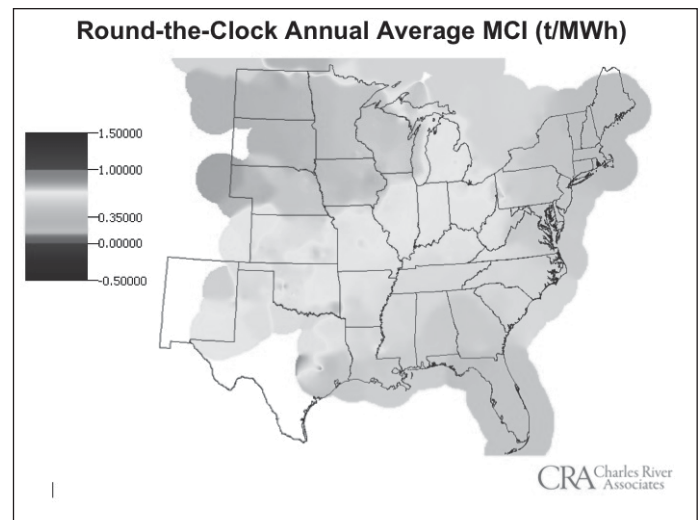 Round-the-Clock Annual Average MCI (t/MWh)
1.50000
1.00000
0.35000
0.00000
-0.50000
CRA Charles River
Associates